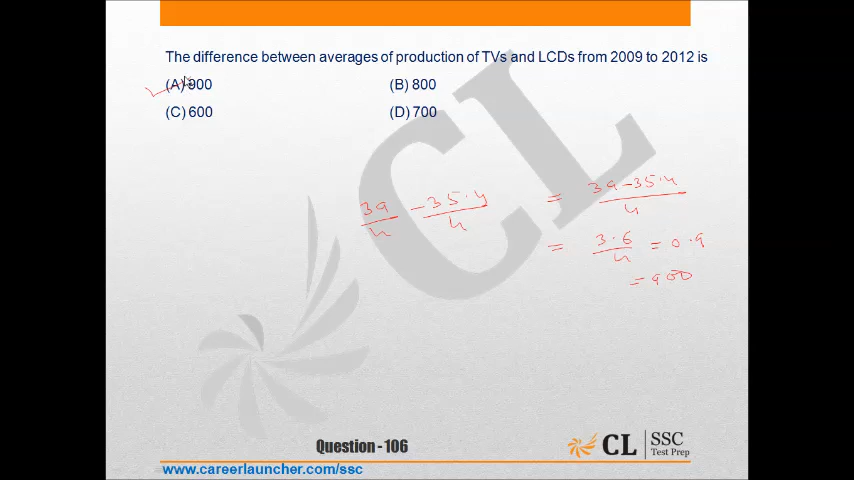 The difference between averages of production of TVs and LCDs from 2009 to 2012 is
(A) 900 (B) 800
(C) 600 (D) 700
39/4 - 35.4/4 = 39-35.4/4
= 3.6/4 = 0.9
= 900
CL
Question - 106
CL SSC
Test Prep
www.careerlauncher.com/ssc